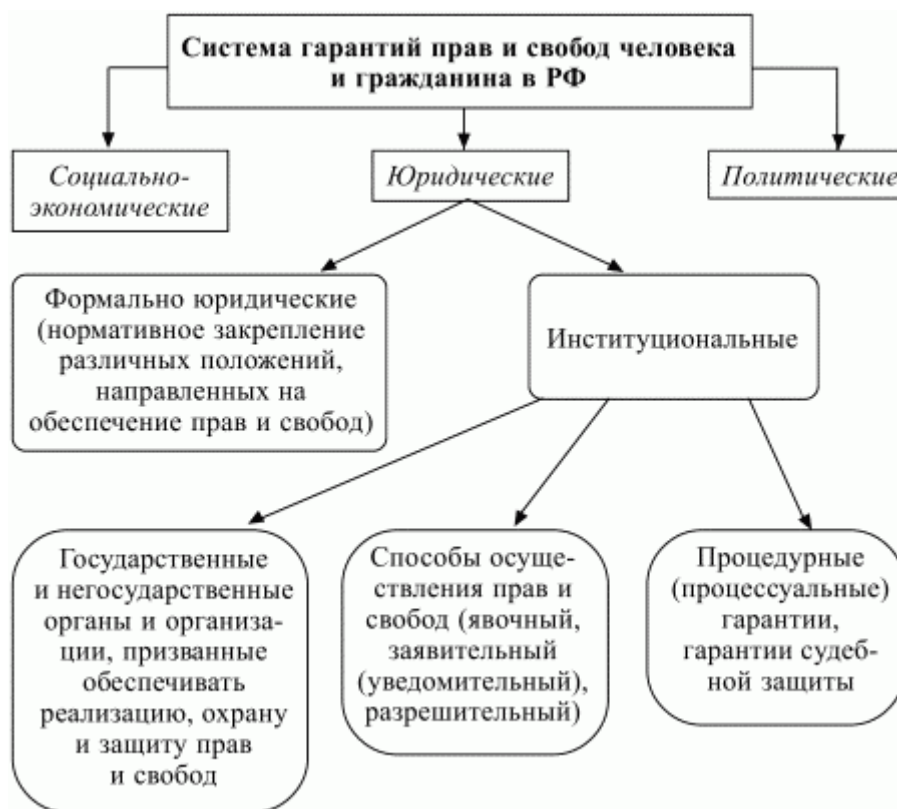 Система гарантий прав и свобод человека
и гражданина в РФ
Социально-
экономические
Юридические
Политические
Формально юридические
(нормативное закрепление
различных положений,
направленных на
обеспечение прав и свобод)
Институциональные
Государственные
и негосударственные
органы и организа-
ции, призванные
обеспечивать
реализацию, охрану
и защиту прав
и свобод
Способы осуще-
ствления прав и
свобод (явочный,
заявительный
(уведомительный),
разрешительный)
Процедурные
(процессуальные)
гарантии,
гарантии судеб-
ной защиты